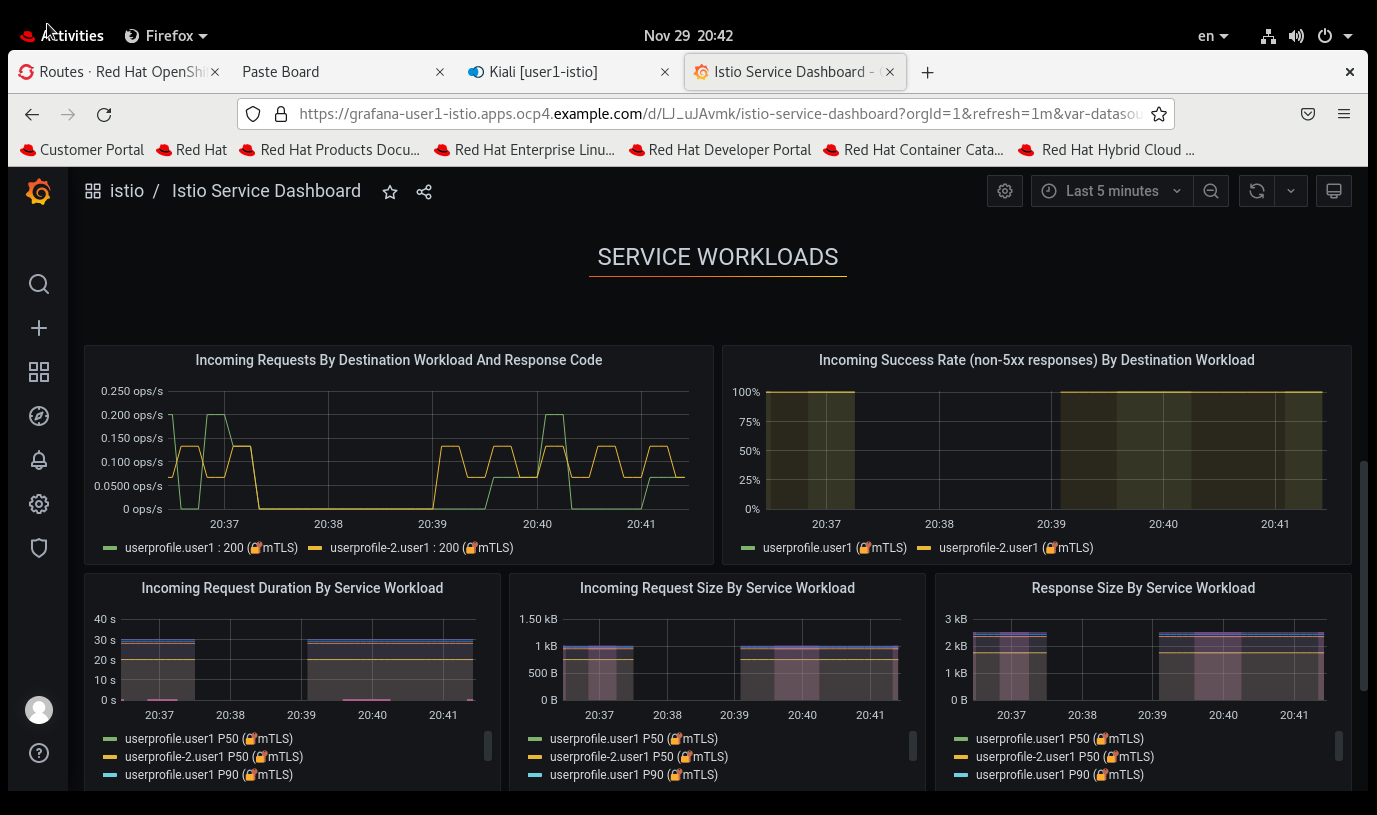 Activities Firefox Nov 29 20:42 en
Routes · Red Hat OpenShi Paste Board Kiali [user1-istio] Istio Service Dashboard -
https://grafana-user1-istio.apps.ocp4.example.com/d/LJ_uJAvmk/istio-service-dashboard?orgId=1&refresh=1m&var-datasou
Customer Portal Red Hat Red Hat Products Docu... Red Hat Enterprise Linu... Red Hat Developer Portal Red Hat Container Cata... Red Hat Hybrid Cloud ...
istio / Istio Service Dashboard Last 5 minutes
SERVICE WORKLOADS
Incoming Requests By Destination Workload And Response Code
0.250 ops/s
0.200 ops/s
0.150 ops/s
0.100 ops/s
0.0500 ops/s
0 ops/s
20:37 20:38 20:39 20:40 20:41
userprofile.user1 : 200 (🔐mTLS) userprofile-2.user1 : 200 (🔐mTLS)
Incoming Success Rate (non-5xx responses) By Destination Workload
100%
75%
50%
25%
0%
20:37 20:38 20:39 20:40 20:41
userprofile.user1 (🔐mTLS) userprofile-2.user1 (🔐mTLS)
Incoming Request Duration By Service Workload
40 s
30 s
20 s
10 s
0 s
20:37 20:38 20:39 20:40 20:41
userprofile.user1 P50 (🔐mTLS)
userprofile-2.user1 P50 (🔐mTLS)
userprofile.user1 P90 (🔐mTLS)
Incoming Request Size By Service Workload
1.50 kB
1 kB
500 B
0 B
20:37 20:38 20:39 20:40 20:41
userprofile.user1 P50 (🔐mTLS)
userprofile-2.user1 P50 (🔐mTLS)
userprofile.user1 P90 (🔐mTLS)
Response Size By Service Workload
3 kB
2 kB
1 kB
0 B
20:37 20:38 20:39 20:40 20:41
userprofile.user1 P50 (🔐mTLS)
userprofile-2.user1 P50 (🔐mTLS)
userprofile.user1 P90 (🔐mTLS)